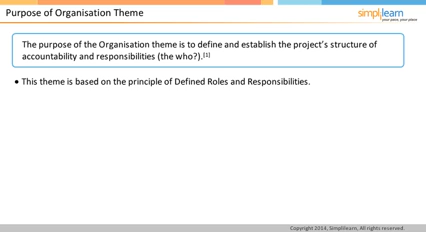 Purpose of Organisation Theme
simplilearn
your pace, your place
The purpose of the Organisation theme is to define and establish the project's structure of
accountability and responsibilities (the who?).[1]
• This theme is based on the principle of Defined Roles and Responsibilities.
Copyright 2014, Simplilearn, All rights reserved.